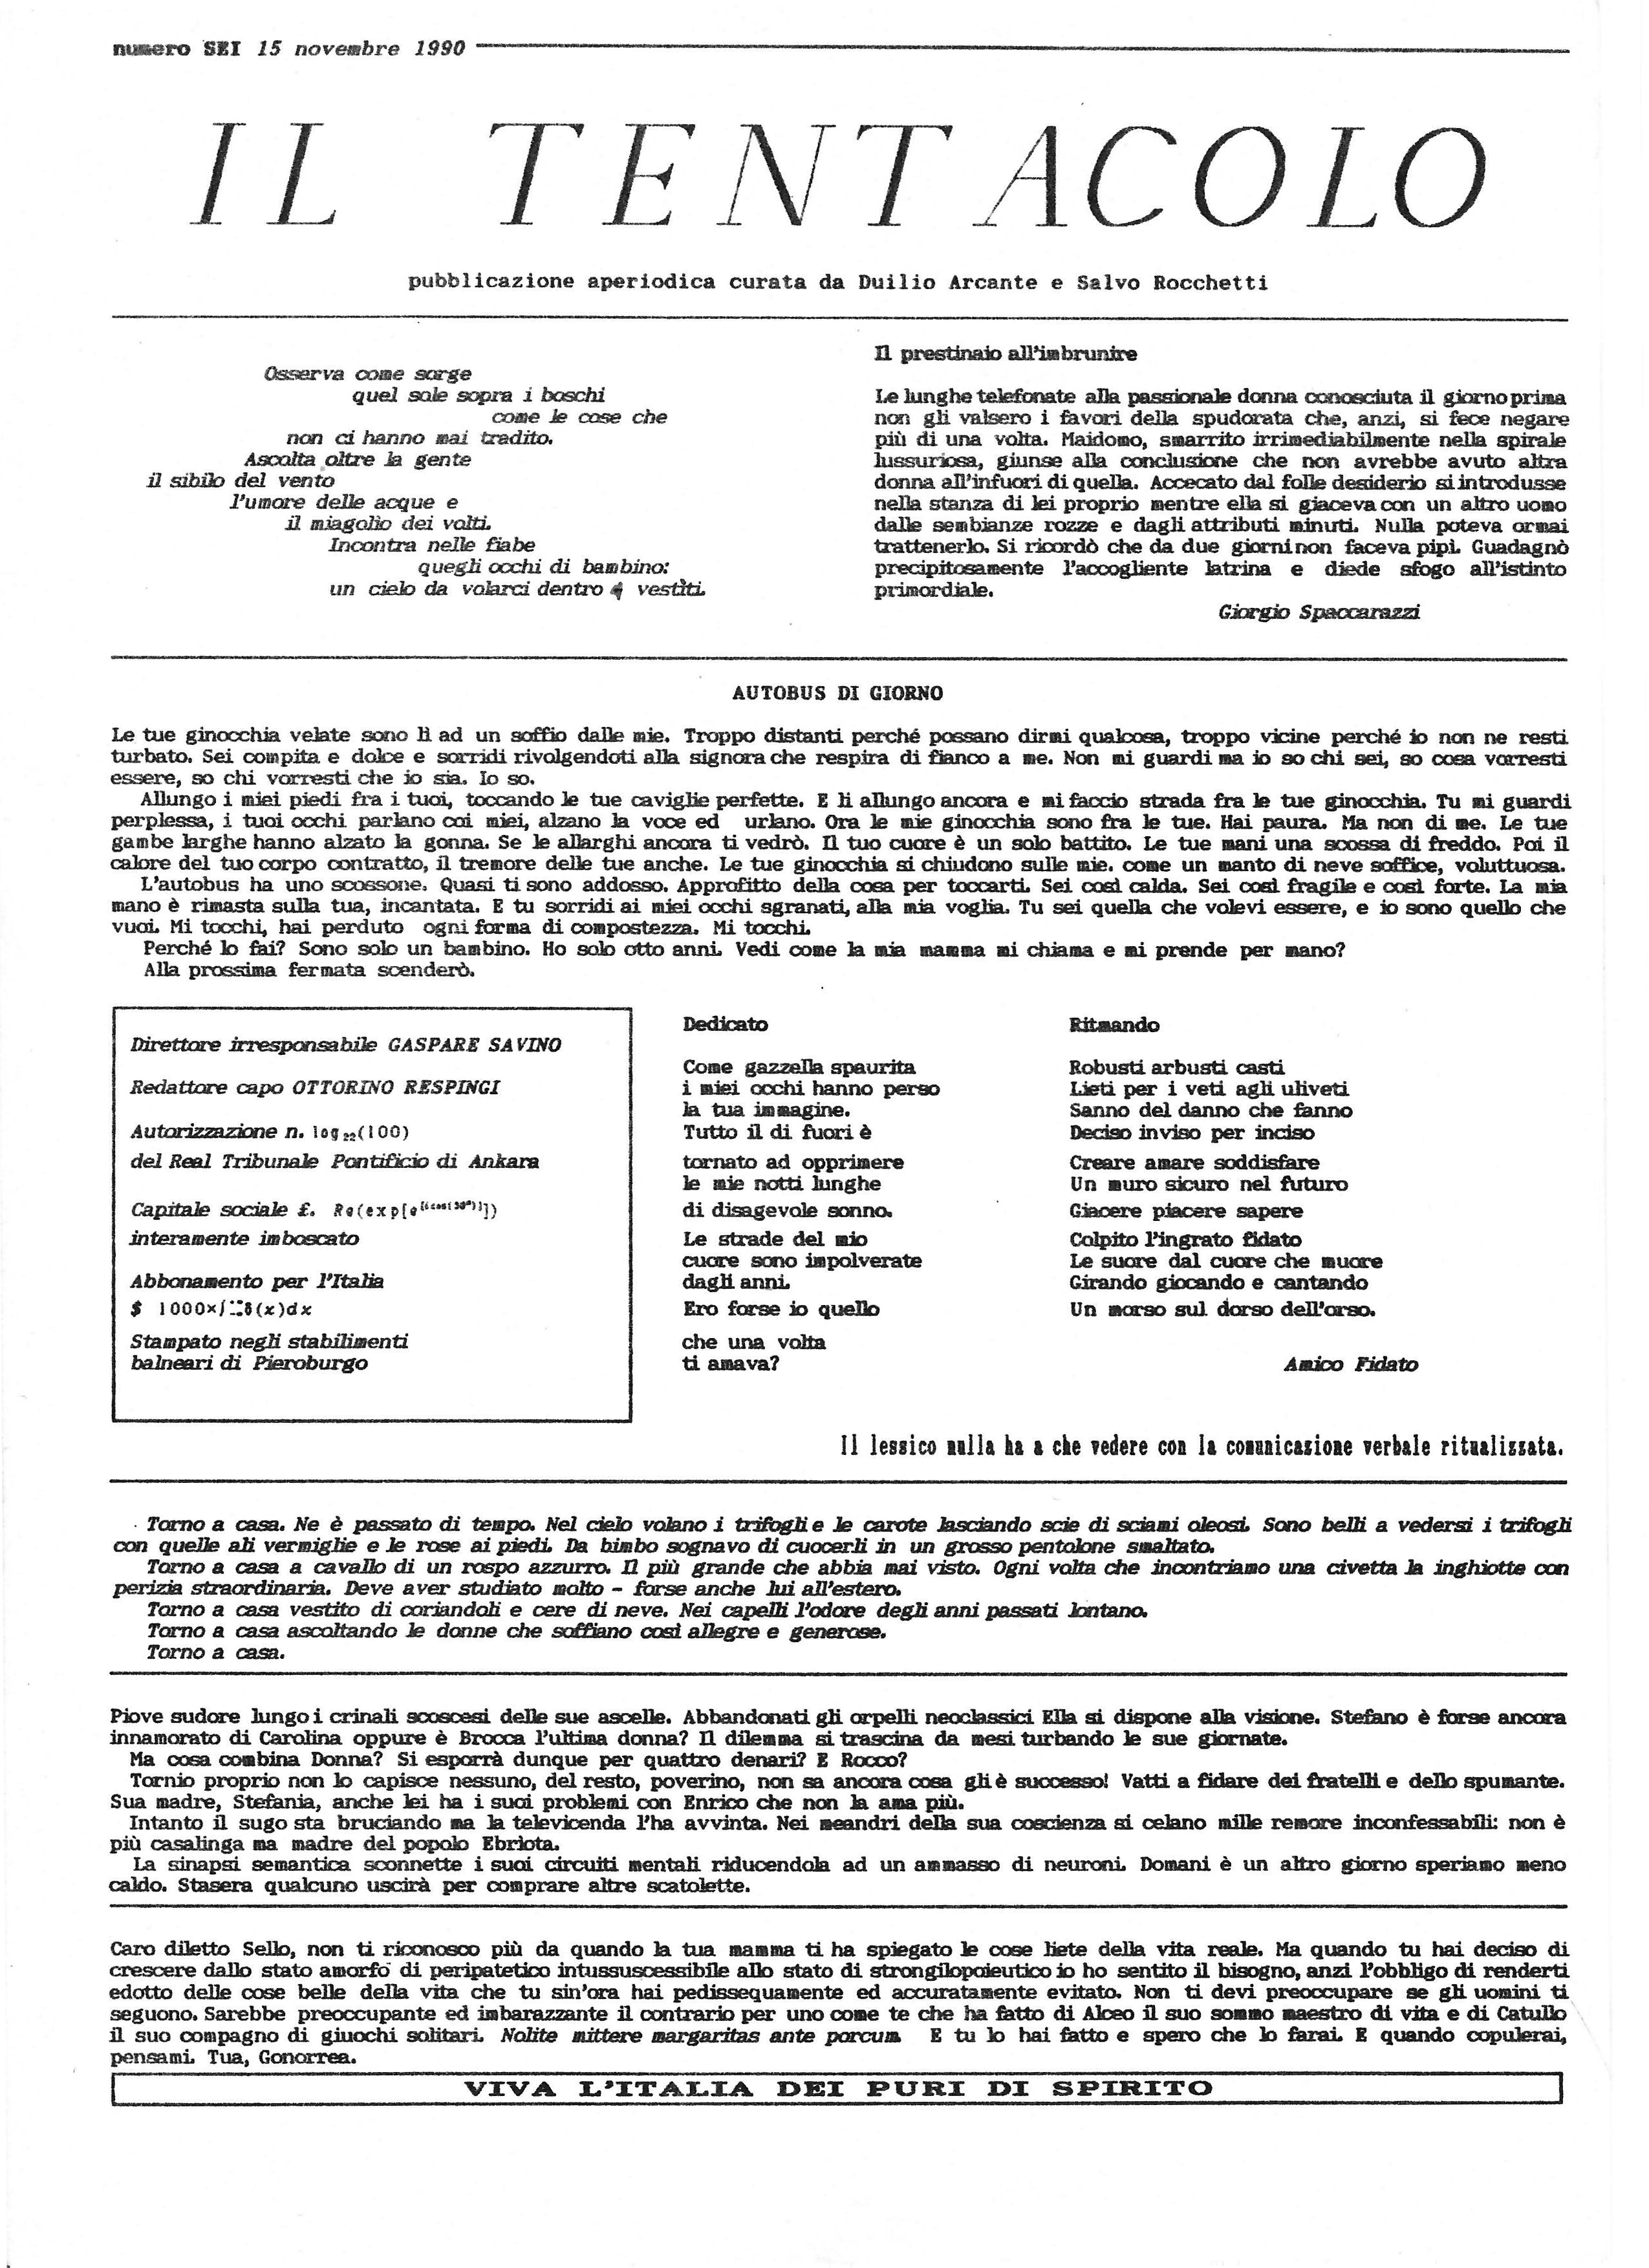 numero SEI 15 novembre 1990
IL TENTACOLO
pubblicazione aperiodica curata da Duilio Arcante e Salvo Rocchetti
Osserva come sorge
quel sole sopra i boschi
come le cose che
non ci hanno mai tradito.
Ascolta oltre la gente
il sibilo del vento
l'umore delle acque e
il miagolio dei volti.
Incontra nelle fiabe
quegli occhi di bambino:
un cielo da volarci dentro vestiti.
Il prestinaio all'imbrunire
Le lunghe telefonate alla passionale donna conosciuta il giorno prima
non gli valsero i favori della spudorata che, anzi, si fece negare
più di una volta. Maidomo, smarrito irrimediabilmente nella spirale
lussuriosa, giunse alla conclusione che non avrebbe avuto altra
donna all'infuori di quella. Accecato dal folle desiderio si introdusse
nella stanza di lei proprio mentre ella si giaceva con un altro uomo
dalle sembianze rozze e dagli attributi minuti. Nulla poteva ormai
trattenerlo. Si ricordò che da due giorni non faceva pipì. Guadagnò
precipitosamente l'accogliente latrina e diede sfogo all'istinto
primordiale.
Giorgio Spaccarazzi
AUTOBUS DI GIORNO
Le tue ginocchia velate sono lì ad un soffio dalle mie. Troppo distanti perché possano dirmi qualcosa, troppo vicine perché io non ne resti
turbato. Sei compita e dolce e sorridi rivolgendoti alla signora che respira di fianco a me. Non mi guardi ma io so chi sei, so cosa vorresti
essere, so chi vorresti che io sia. Io so.
Allungo i miei piedi fra i tuoi, toccando le tue caviglie perfette. E li allungo ancora e mi faccio strada fra le tue ginocchia. Tu mi guardi
perplessa, i tuoi occhi parlano coi miei, alzano la voce ed urlano. Ora le mie ginocchia sono fra le tue. Hai paura. Ma non di me. Le tue
gambe larghe hanno alzato la gonna. Se le allarghi ancora ti vedrò. Il tuo cuore è un solo battito. Le tue mani una scossa di freddo. Poi il
calore del tuo corpo contratto, il tremore delle tue anche. Le tue ginocchia si chiudono sulle mie. come un manto di neve soffice, voluttuosa.
L'autobus ha uno scossone. Quasi ti sono addosso. Approfitto della cosa per toccarti. Sei così calda. Sei così fragile e così forte. La mia
mano è rimasta sulla tua, incantata. E tu sorridi ai miei occhi sgranati, alla mia voglia. Tu sei quella che volevi essere, e io sono quello che
vuoi. Mi tocchi, hai perduto ogni forma di compostezza. Mi tocchi.
Perché lo fai? Sono solo un bambino. Ho solo otto anni. Vedi come la mia mamma mi chiama e mi prende per mano?
Alla prossima fermata scenderò.
Direttore irresponsabile GASPARE SAVINO
Redattore capo OTTORINO RESPINGI
Autorizzazione n. log₂₂(100)
del Real Tribunale Pontificio di Ankara
Capitale sociale £. Re(exp[e
interamente imboscato
Abbonamento per l'Italia
$ 1000×∫δ(x)dx
Stampato negli stabilimenti
balneari di Pieroburgo
Dedicato
Come gazzella spaurita
i miei occhi hanno perso
la tua immagine.
Tutto il di fuori è
tornato ad opprimere
le mie notti lunghe
di disagevole sonno.
Le strade del mio
cuore sono impolverate
dagli anni.
Ero forse io quello
che una volta
ti amava?
Ritmando
Robusti arbusti casti
Lieti per i veti agli uliveti
Sanno del danno che fanno
Deciso inviso per inciso
Creare amare soddisfare
Un muro sicuro nel futuro
Giacere piacere sapere
Colpito l'ingrato fidato
Le suore dal cuore che muore
Girando giocando e cantando
Un morso sul dorso dell'orso.
Amico Fidato
Il lessico nulla ha a che vedere con la comunicazione verbale ritualizzata.
Torno a casa. Ne è passato di tempo. Nel cielo volano i trifogli e le carote lasciando scie di sciami oleosi. Sono belli a vedersi i trifogli
con quelle ali vermiglie e le rose ai piedi. Da bimbo sognavo di cuocerli in un grosso pentolone smaltato.
Torno a casa a cavallo di un rospo azzurro. Il più grande che abbia mai visto. Ogni volta che incontriamo una civetta la inghiotte con
perizia straordinaria. Deve aver studiato molto - forse anche lui all'estero.
Torno a casa vestito di coriandoli e cere di neve. Nei capelli l'odore degli anni passati lontano.
Torno a casa ascoltando le donne che soffiano così allegre e generose.
Torno a casa.
Piove sudore lungo i crinali scoscesi delle sue ascelle. Abbandonati gli orpelli neoclassici Ella si dispone alla visione. Stefano è forse ancora
innamorato di Carolina oppure è Brocca l'ultima donna? Il dilemma si trascina da mesi turbando le sue giornate.
Ma cosa combina Donna? Si esporrà dunque per quattro denari? E Rocco?
Tornio proprio non lo capisce nessuno, del resto, poverino, non sa ancora cosa gli è successo! Vatti a fidare dei fratelli e dello spumante.
Sua madre, Stefania, anche lei ha i suoi problemi con Enrico che non la ama più.
Intanto il sugo sta bruciando ma la televicenda l'ha avvinta. Nei meandri della sua coscienza si celano mille remore inconfessabili: non è
più casalinga ma madre del popolo Ebriota.
La sinapsi semantica sconnette i suoi circuiti mentali riducendola ad un ammasso di neuroni. Domani è un altro giorno speriamo meno
caldo. Stasera qualcuno uscirà per comprare altre scatolette.
Caro diletto Sello, non ti riconosco più da quando la tua mamma ti ha spiegato le cose liete della vita reale. Ma quando tu hai deciso di
crescere dallo stato amorfo di peripatetico intussuscessibile allo stato di strongilopoieutico io ho sentito il bisogno, anzi l'obbligo di renderti
edotto delle cose belle della vita che tu sin'ora hai pedissequamente ed accuratamente evitato. Non ti devi preoccupare se gli uomini ti
seguono. Sarebbe preoccupante ed imbarazzante il contrario per uno come te che ha fatto di Alceo il suo sommo maestro di vita e di Catullo
il suo compagno di giuochi solitari. Nolite mittere margaritas ante porcum E tu lo hai fatto e spero che lo farai. E quando copulerai,
pensami. Tua, Gonorrea.
VIVA L'ITALIA DEI PURI DI SPIRITO